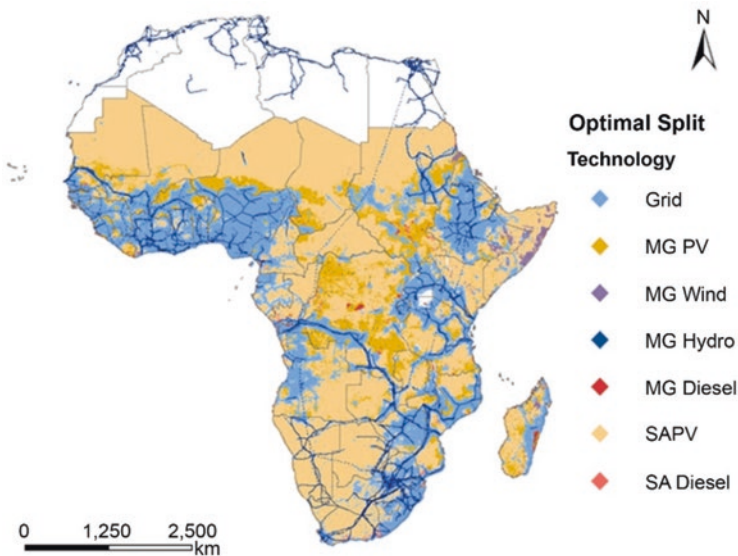 N
Optimal Split
Technology
Grid
MG PV
MG Wind
MG Hydro
MG Diesel
SAPV
SA Diesel
0 1,250 2,500
km